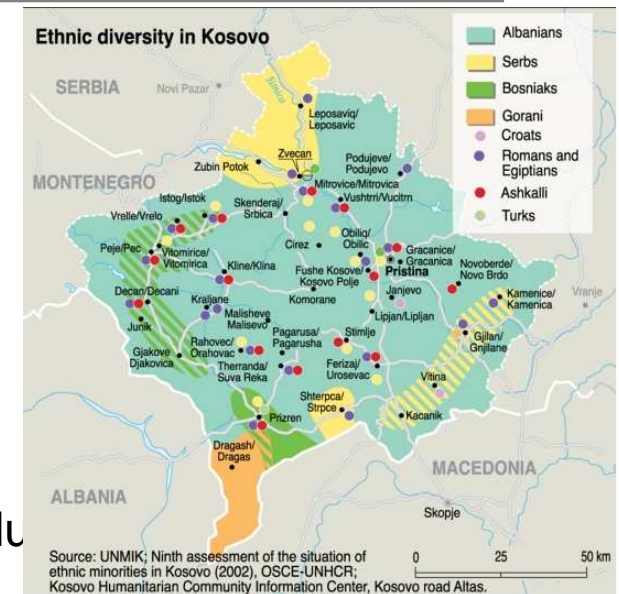 Ethnic diversity in Kosovo
Albanians
Serbs
Bosniaks
Gorani
Croats
Romans and
Egiptians
Ashkalli
Turks
SERBIA
Novi Pazar
MONTENEGRO
ALBANIA
MACEDONIA
Skopje
Vranje
Leposaviq/
Leposavic
Zvecan
Zubin Potok
Podujeve/
Podujevo
Mitrovice/Mitrovica
Vushtrri/Vucitrn
Istog/Istok
Skenderaj/
Srbica
Vrelle/Vrelo
Obiliq/
Obilic
Cirez
Gracanice/
Gracanica
Peje/Pec
Vitomirice/
Vitomirica
Kline/Klina
Fushe Kosove/
Kosovo Polje
Pristina
Novoberde/
Novo Brdo
Decan/Decani
Komorane
Janjevo
Kamenice/
Kamenica
Kraljane
Malisheve
Malisevo
Lipjan/Lipljan
Junik
Pagarusa/
Pagarusha
Stimlje
Gjilan/
Gnjilane
Gjakove
Djakovica
Rahovec/
Orahovac
Therranda/
Suva Reka
Ferizaj/
Urosevac
Vitina
Shterpca/
Strpce
Prizren
Kacanik
Dragash/
Dragas
Source: UNMIK; Ninth assessment of the situation of
ethnic minorities in Kosovo (2002), OSCE-UNHCR;
Kosovo Humanitarian Community Information Center, Kosovo road Altas.
0 25 50 km